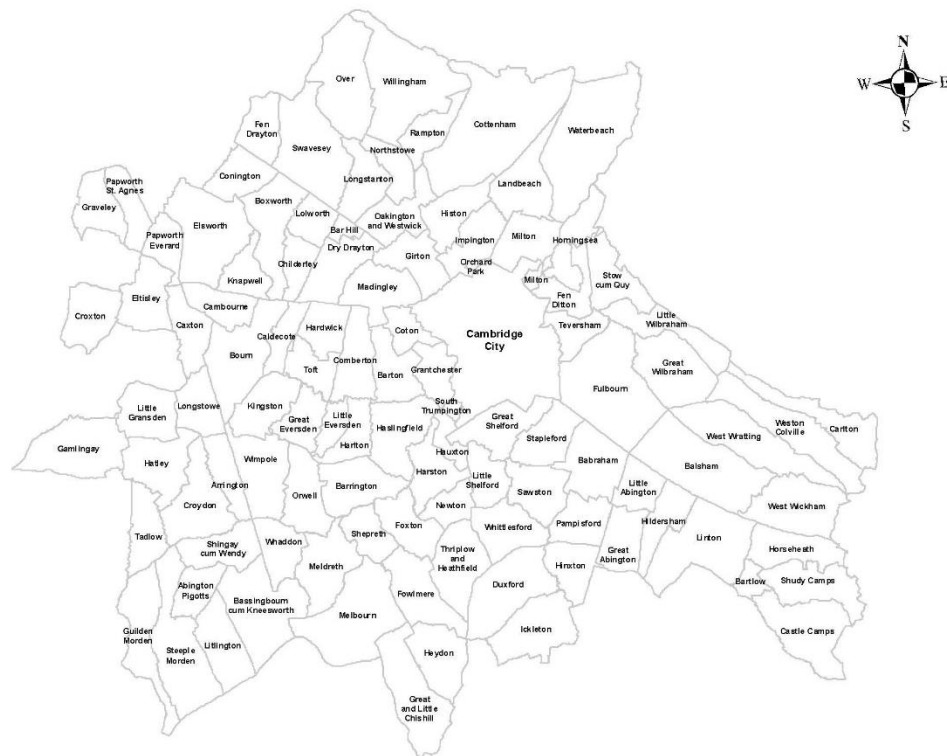 N
W
E
S
Over
Willingham
Fen
Drayton
Swavesey
Rampton
Cottenham
Waterbeach
Northstowe
Longstanton
Conington
Landbeach
Papworth
St. Agnes
Graveley
Boxworth
Elsworth
Lolworth
Bar Hill
Oakington
and Westwick
Histon
Impington
Milton
Horningsea
Papworth
Everard
Dry Drayton
Girton
Orchard
Park
Childerley
Knapwell
Madingley
Milton
Fen
Ditton
Stow
cum Quy
Eltisley
Croxton
Cambourne
Caxton
Caldecote
Bourn
Hardwick
Toft
Comberton
Coton
Barton
Grantchester
Cambridge
City
Teversham
Little
Wilbraham
Great
Wilbraham
Fulbourn
Little
Gransden
Longstowe
Kingston
Great
Eversden
Little
Eversden
Harlton
Haslingfield
South
Trumpington
Great
Shelford
Stapleford
Gamlingay
Hatley
Wimpole
Hauxton
Harston
Little
Shelford
Babraham
Balsham
West Wratting
Weston
Colville
Carlton
Arrington
Croydon
Orwell
Barrington
Newton
Sawston
Little
Abington
West Wickham
Tadlow
Shingay
cum Wendy
Whaddon
Shepreth
Foxton
Whittlesford
Pampisford
Hildersham
Linton
Meldreth
Thriplow
and
Heathfield
Great
Abington
Horseheath
Abington
Pigotts
Bassingbourn
cum Kneesworth
Melbourn
Fowlmere
Duxford
Hinxton
Bartlow
Shudy Camps
Guilden
Morden
Steeple
Morden
Litlington
Ickleton
Castle Camps
Heydon
Great
and Little
Chishill